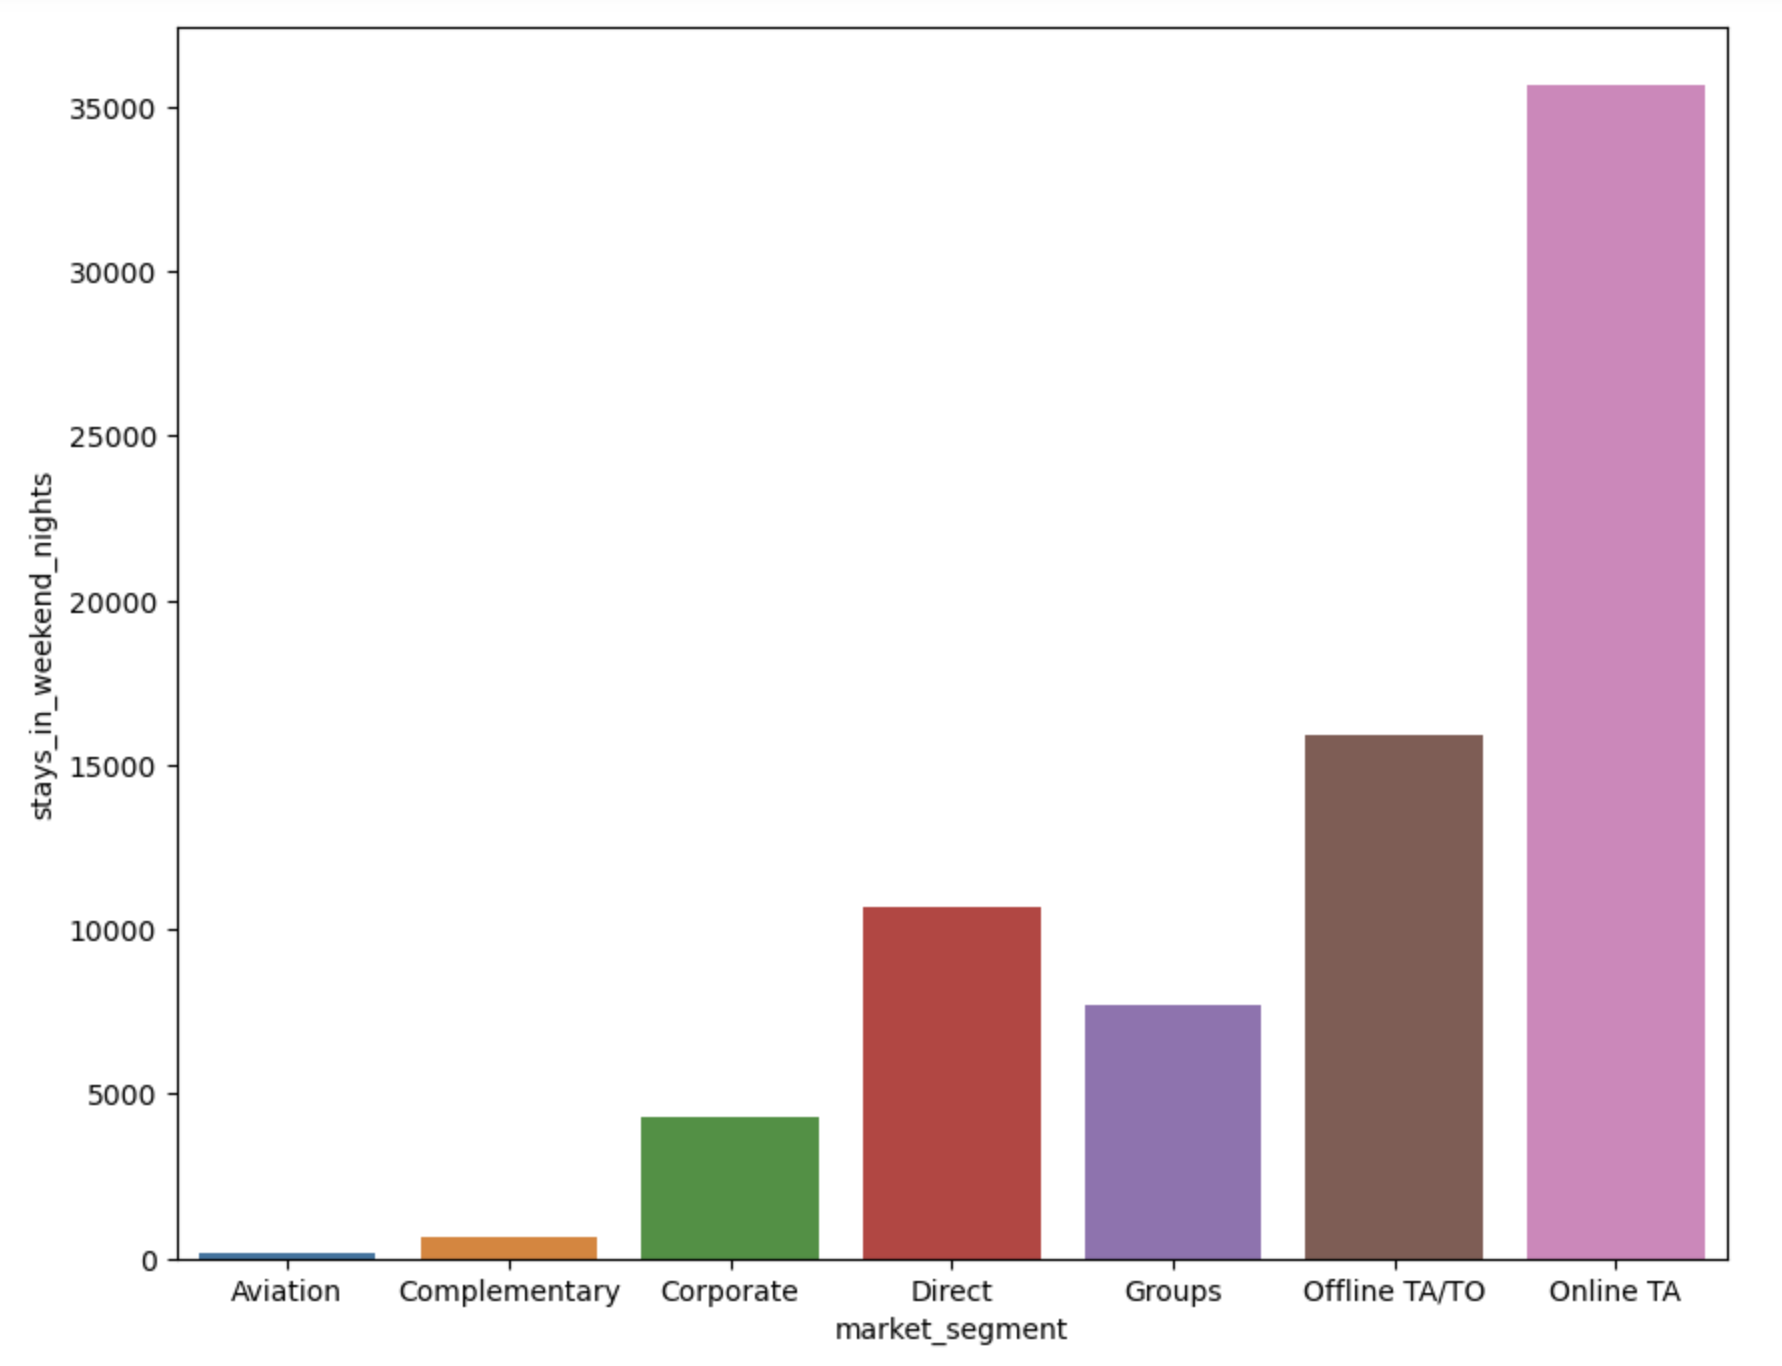 35000
30000
25000
20000
15000
10000
5000
0
stays_in_weekend_nights
Aviation Complementary Corporate Direct Groups Offline TA/TO Online TA
market_segment